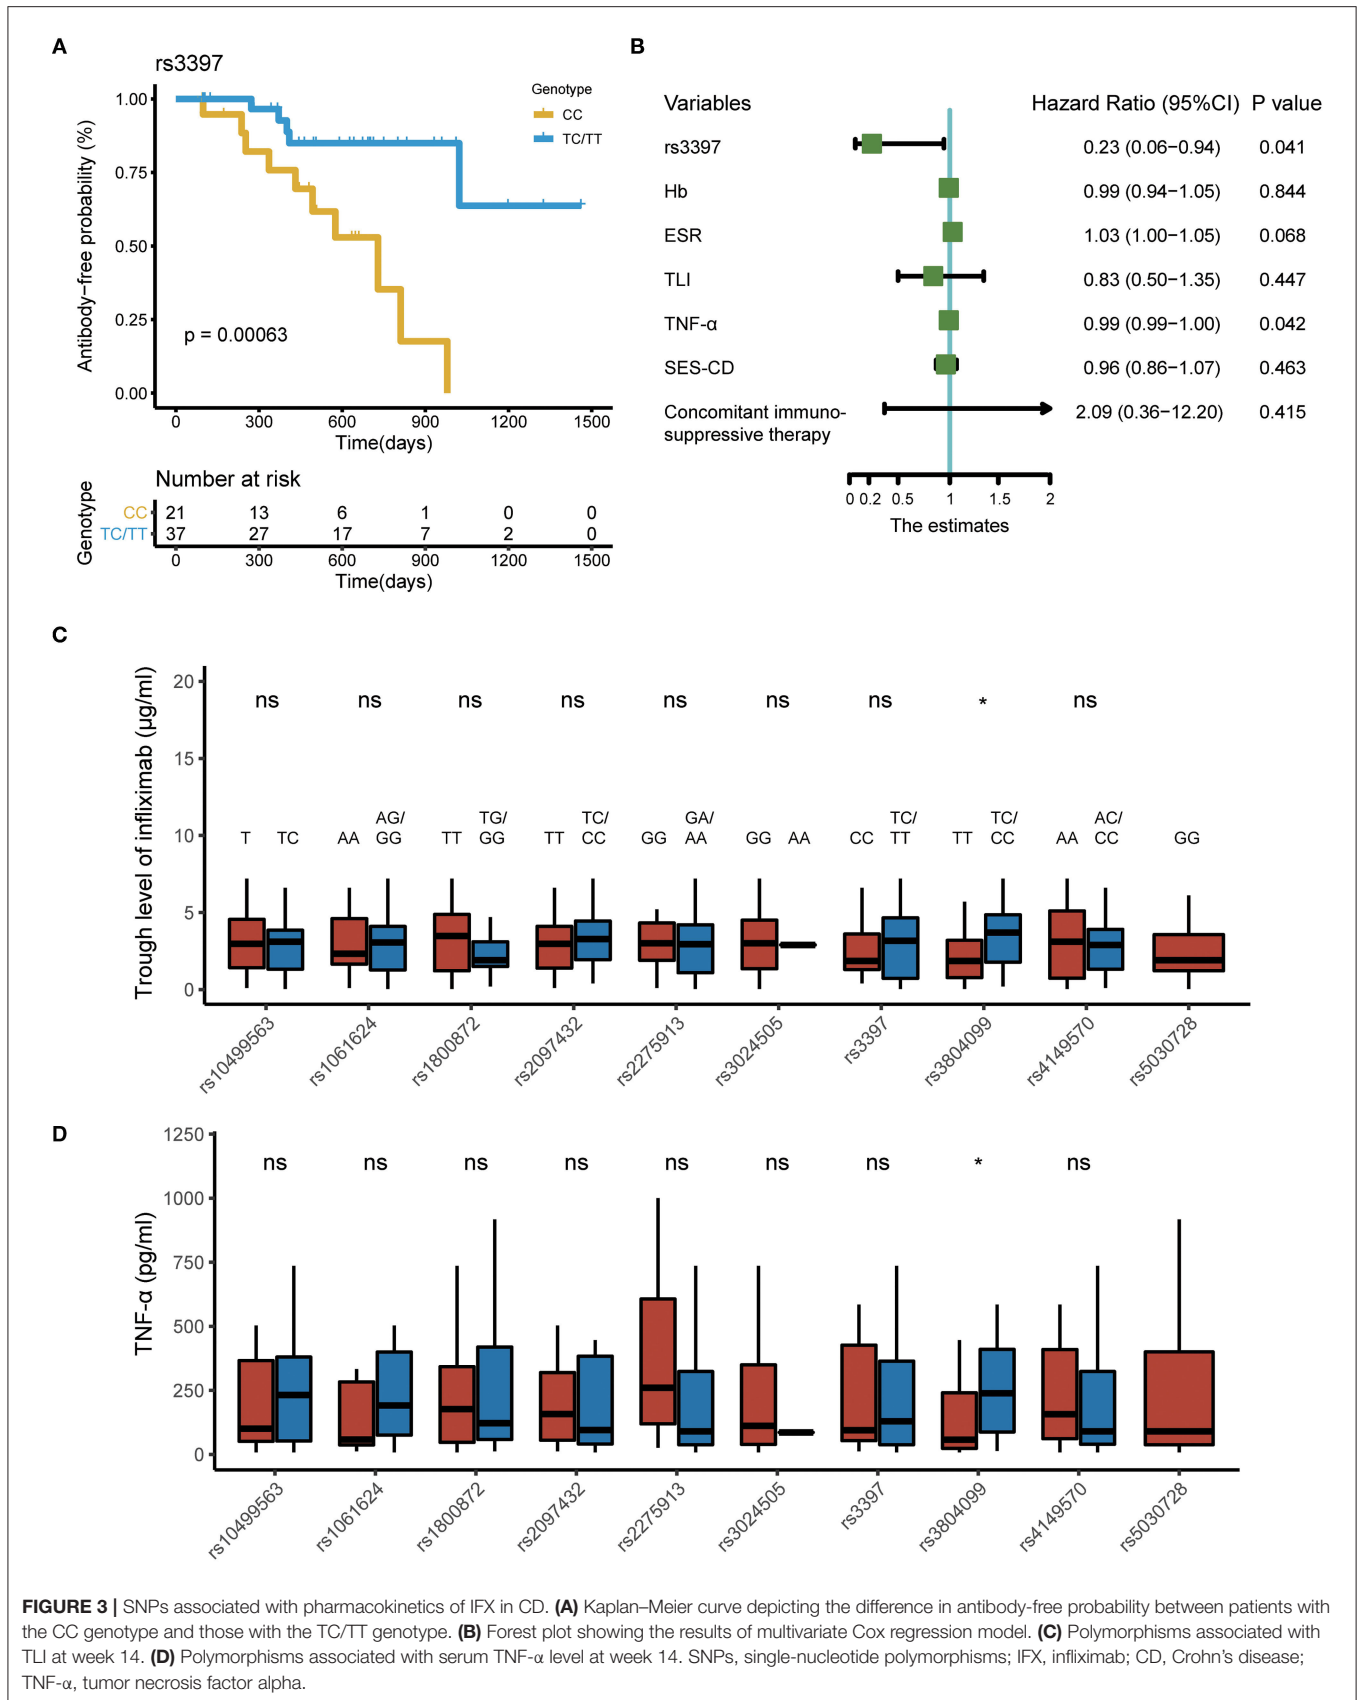 A
rs3397
Genotype
CC
TC/TT
Antibody−free probability (%)
1.00
0.75
0.50
0.25
0.00
p = 0.00063
0 300 600 900 1200 1500
Time(days)
Number at risk
Genotype
CC 21 13 6 1 0 0
TC/TT 37 27 17 7 2 0
0 300 600 900 1200 1500
Time(days)
B
Variables Hazard Ratio (95%CI) P value
rs3397 0.23 (0.06−0.94) 0.041
Hb 0.99 (0.94−1.05) 0.844
ESR 1.03 (1.00−1.05) 0.068
TLI 0.83 (0.50−1.35) 0.447
TNF-α 0.99 (0.99−1.00) 0.042
SES-CD 0.96 (0.86−1.07) 0.463
Concomitant immuno- 2.09 (0.36−12.20) 0.415
suppressive therapy
0 0.2 0.5 1 1.5 2
The estimates
C
Trough level of infliximab (µg/ml)
20
15
10
5
0
ns ns ns ns ns ns ns * ns
AG/ TG/ TC/ GA/ TC/ TC/ AC/
T TC AA GG TT GG TT CC GG AA GG AA CC TT TT CC AA CC GG
rs10499563 rs1061624 rs1800872 rs2097432 rs2275913 rs3024505 rs3397 rs3804099 rs4149570 rs5030728
D
TNF-α (pg/ml)
1250
1000
750
500
250
0
ns ns ns ns ns ns ns * ns
rs10499563 rs1061624 rs1800872 rs2097432 rs2275913 rs3024505 rs3397 rs3804099 rs4149570 rs5030728
FIGURE 3 | SNPs associated with pharmacokinetics of IFX in CD. (A) Kaplan–Meier curve depicting the difference in antibody-free probability between patients with
the CC genotype and those with the TC/TT genotype. (B) Forest plot showing the results of multivariate Cox regression model. (C) Polymorphisms associated with
TLI at week 14. (D) Polymorphisms associated with serum TNF-α level at week 14. SNPs, single-nucleotide polymorphisms; IFX, infliximab; CD, Crohn's disease;
TNF-α, tumor necrosis factor alpha.